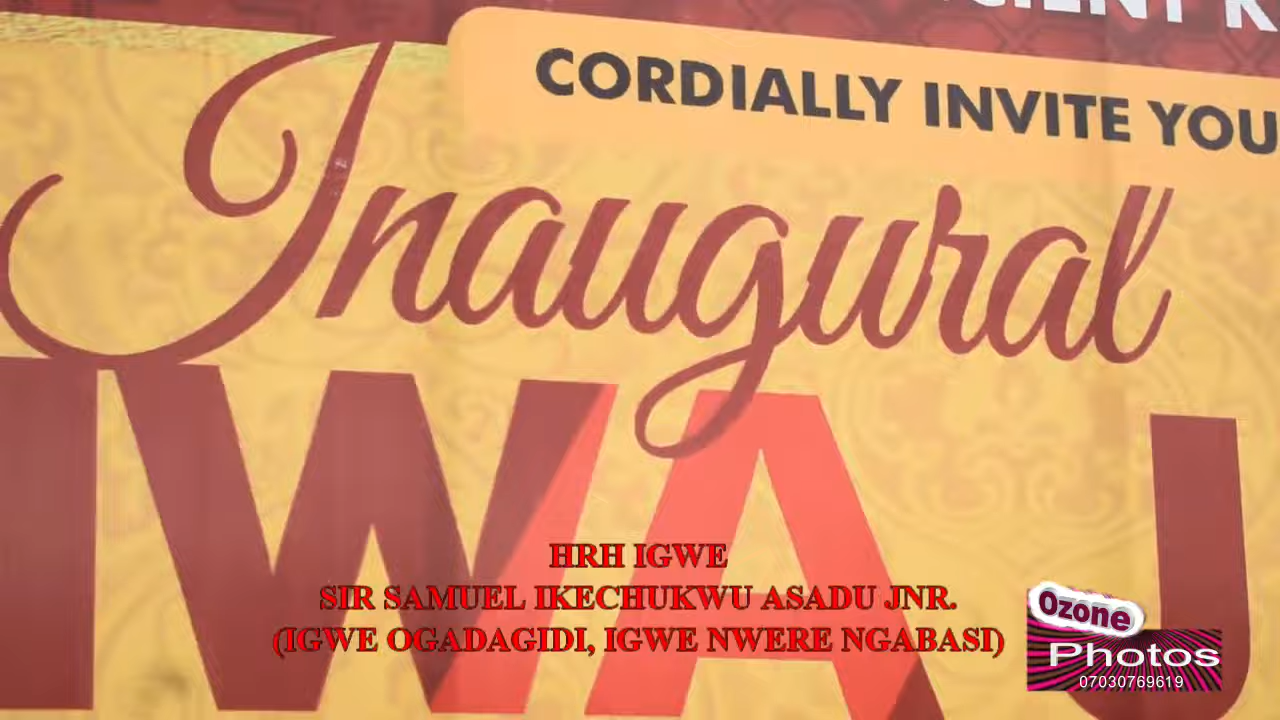 CORDIALLY INVITE YOU
Inaugural
IWA J
HRH IGWE
SIR SAMUEL IKECHUKWU ASADU JNR.
(IGWE OGADAGIDI, IGWE NWERE NGABASI)
Ozone
Photos
07030769619